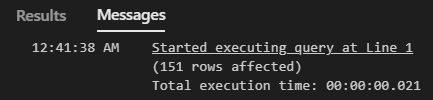 Results Messages
12:41:38 AM Started executing query at Line 1
(151 rows affected)
Total execution time: 00:00:00.021